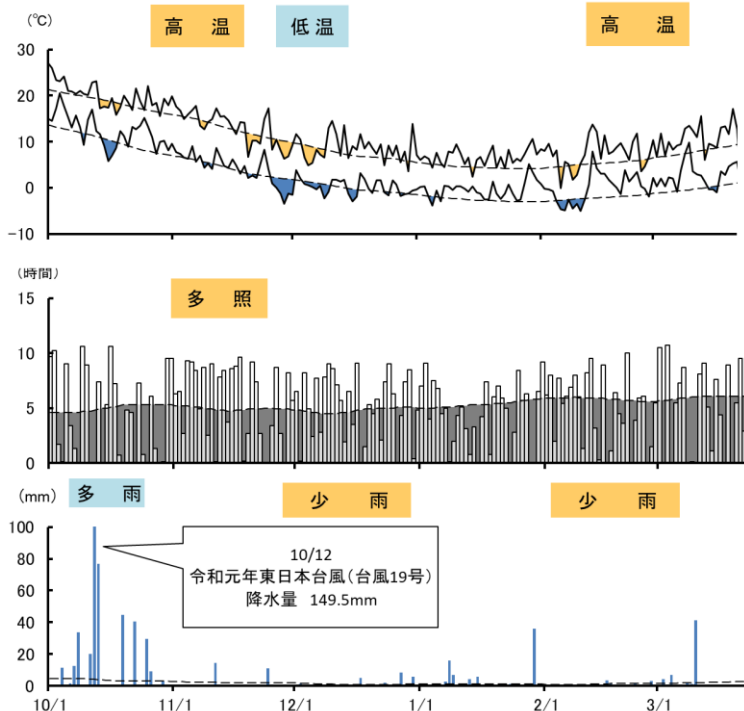 (℃)
高 温
低温
高 温
30
20
10
0
-10
(時間)
多 照
15
10
5
0
(mm)
多 雨
少 雨
少 雨
100
80
60
40
20
0
10/12
令和元年東日本台風(台風19号)
降水量 149.5mm
10/1
11/1
12/1
1/1
2/1
3/1